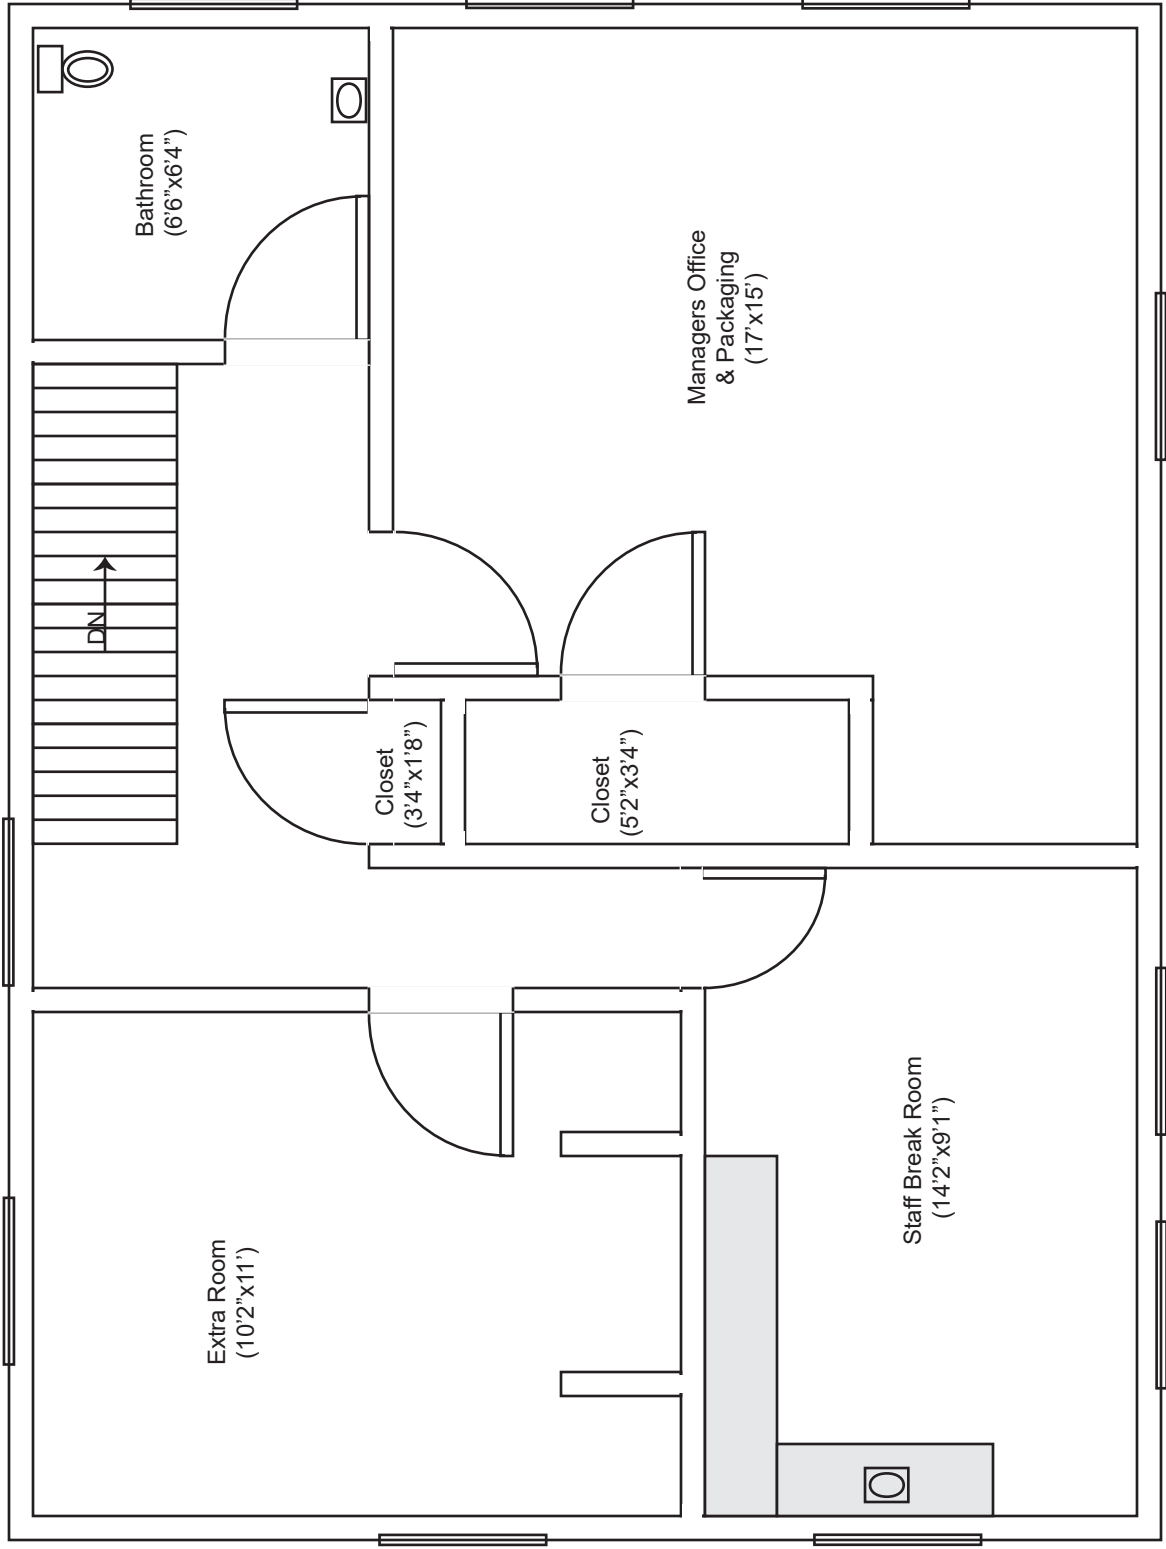 Bathroom
(6’6”x6’4”)
Managers Office
& Packaging
(17’x15’)
DN
Closet
(3’4”x1’8”)
Closet
(5’2”x3’4”)
Extra Room
(10’2”x11’)
Staff Break Room
(14’2”x9’1”)